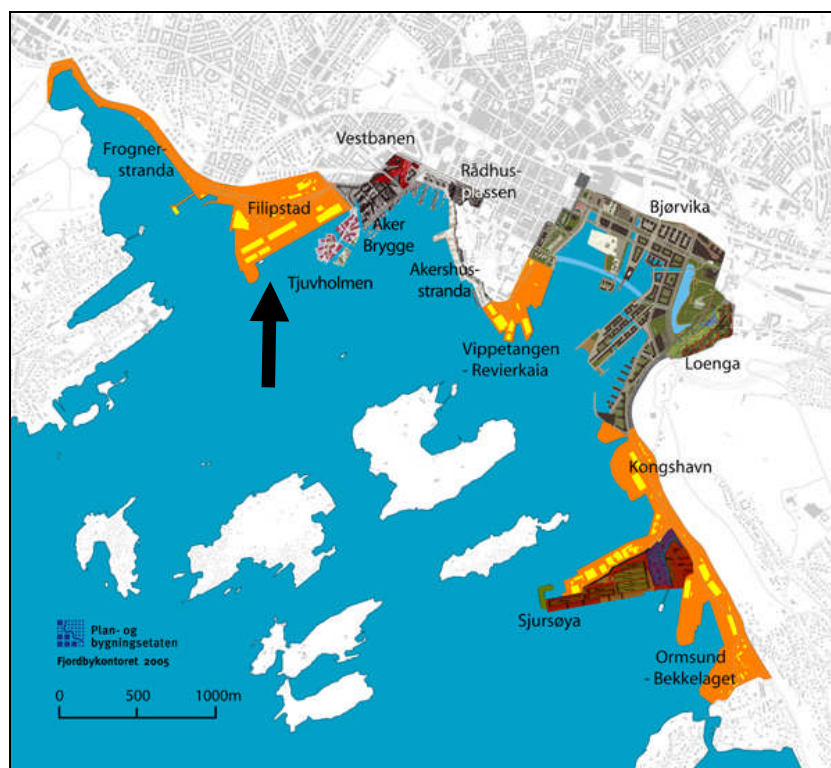 Vestbanen
Frogner-
stranda
Rådhus-
plassen
Filipstad
Bjørvika
Aker
Brygge
Akershus-
stranda
Tjuvholmen
Vippetangen
- Revierkaia
Loenga
Kongshavn
Sjursøya
Plan- og
bygningsetaten
Fjordbykontoret 2005
Ormsund
- Bekkelaget
0 500 1000m